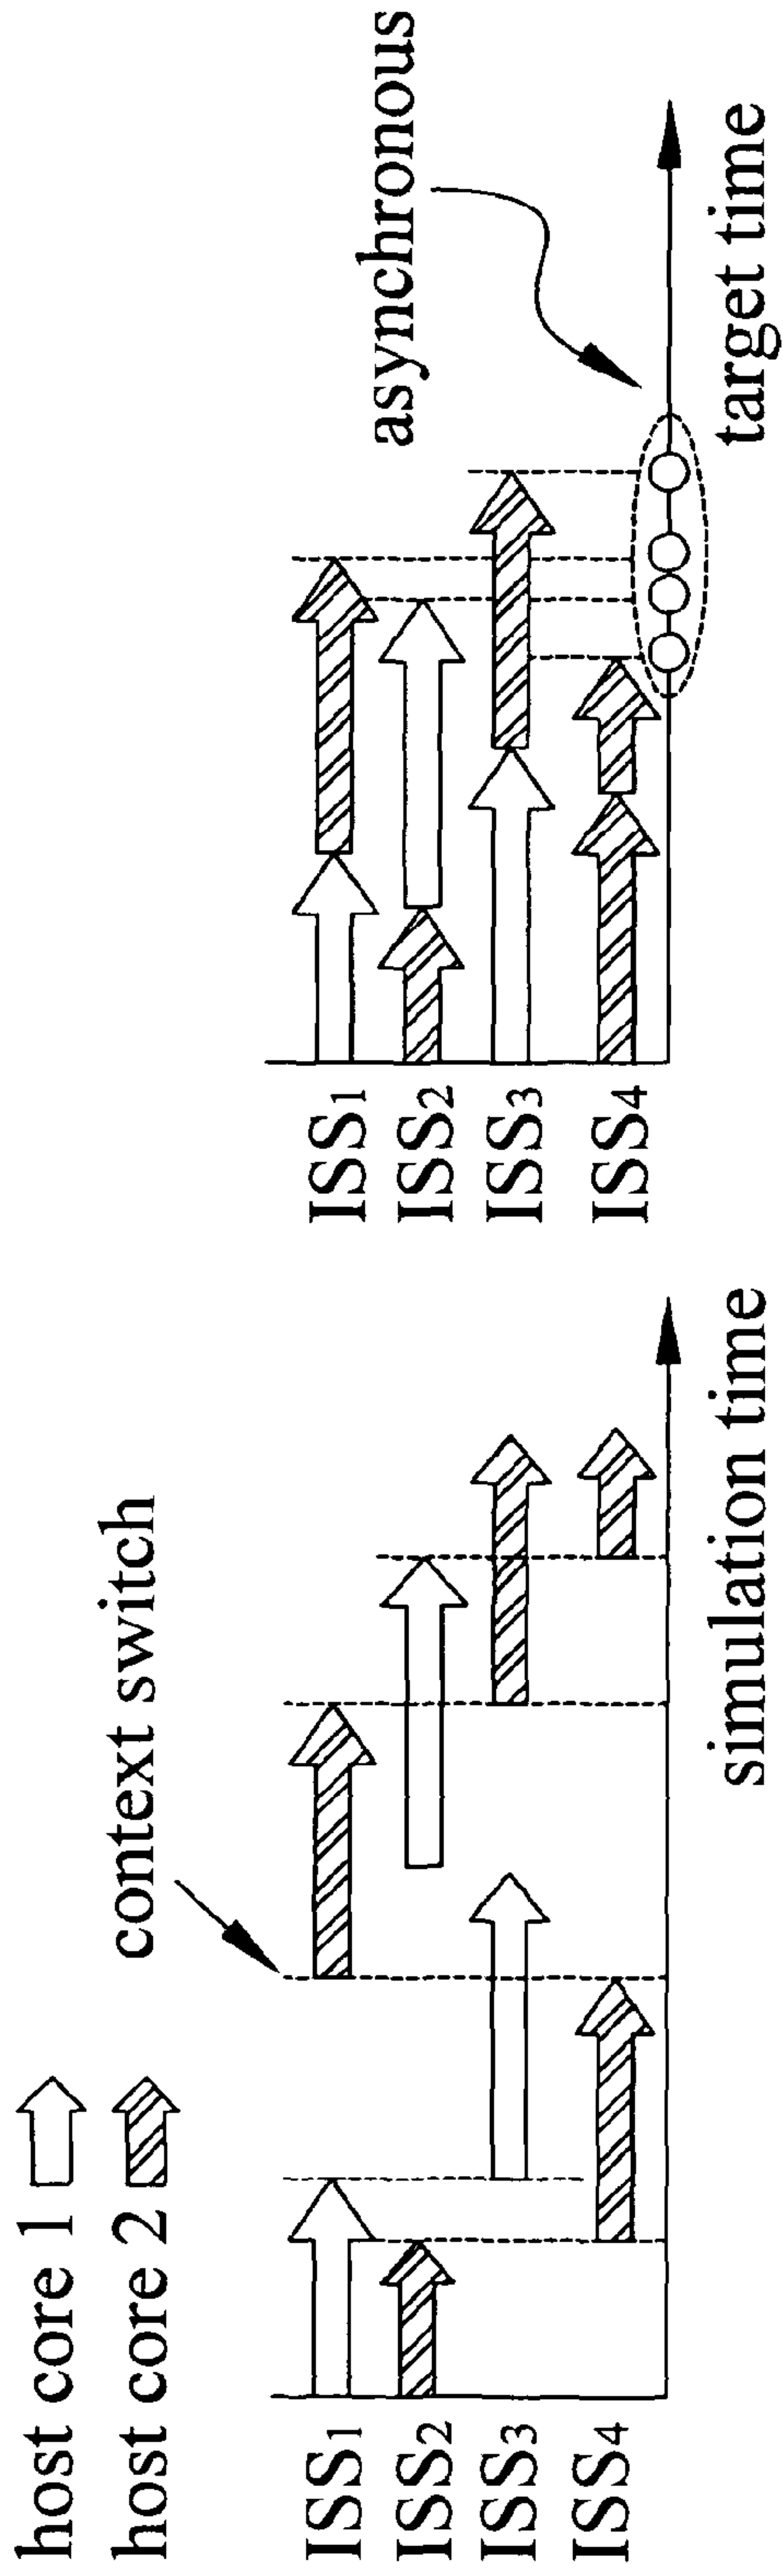 host core 1
host core 2
context switch
ISS1
ISS2
ISS3
ISS4
simulation time
asynchronous
ISS1
ISS2
ISS3
ISS4
target time